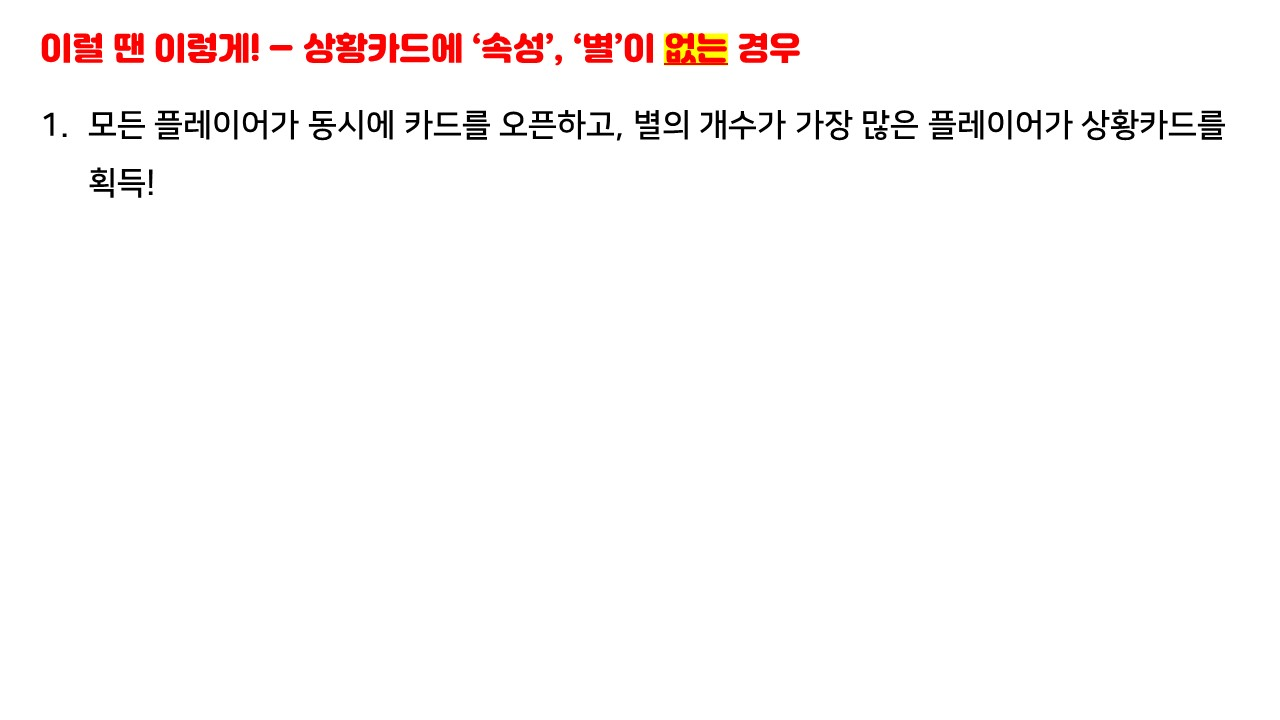 이럴 땐 이렇게! – 상황카드에 ‘속성’, ‘별’이 없는 경우
1. 모든 플레이어가 동시에 카드를 오픈하고, 별의 개수가 가장 많은 플레이어가 상황카드를
획득!